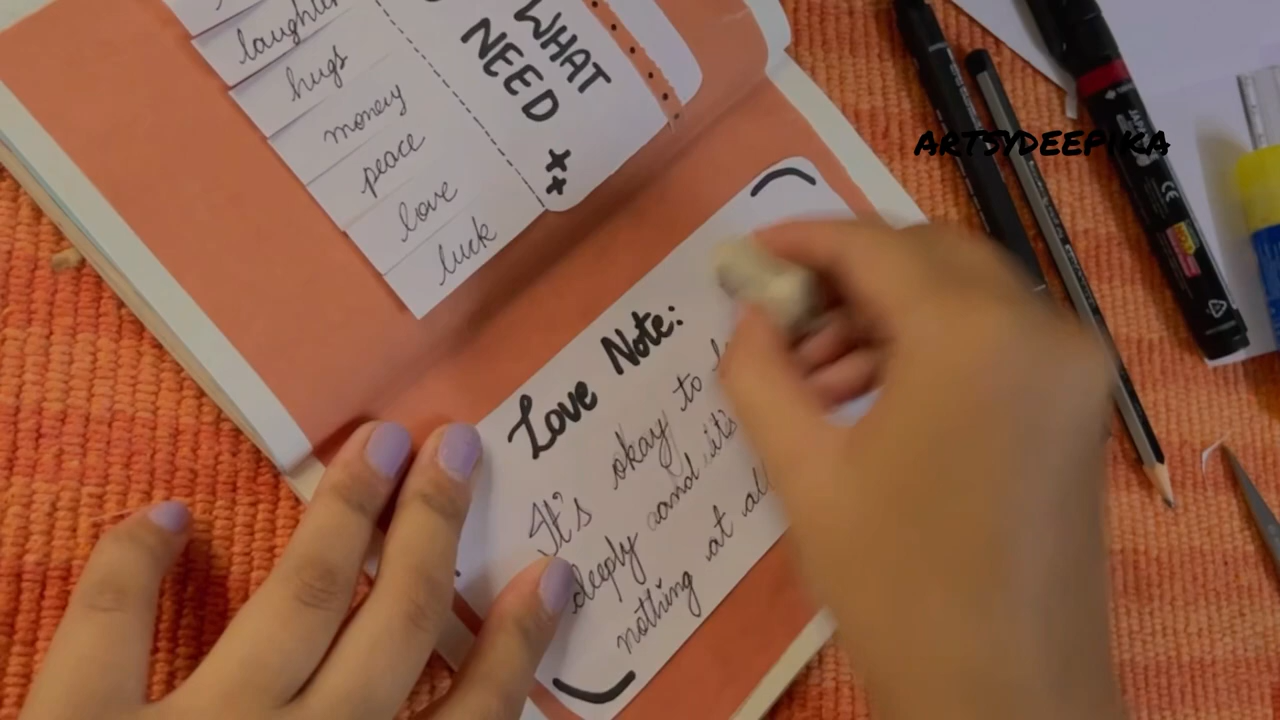 laughter
hugs
money
peace
love
luck
WHAT
NEED
ARTSYDEEPIKA
Love Note:
It's okay to
deeply and it's
nothing at all